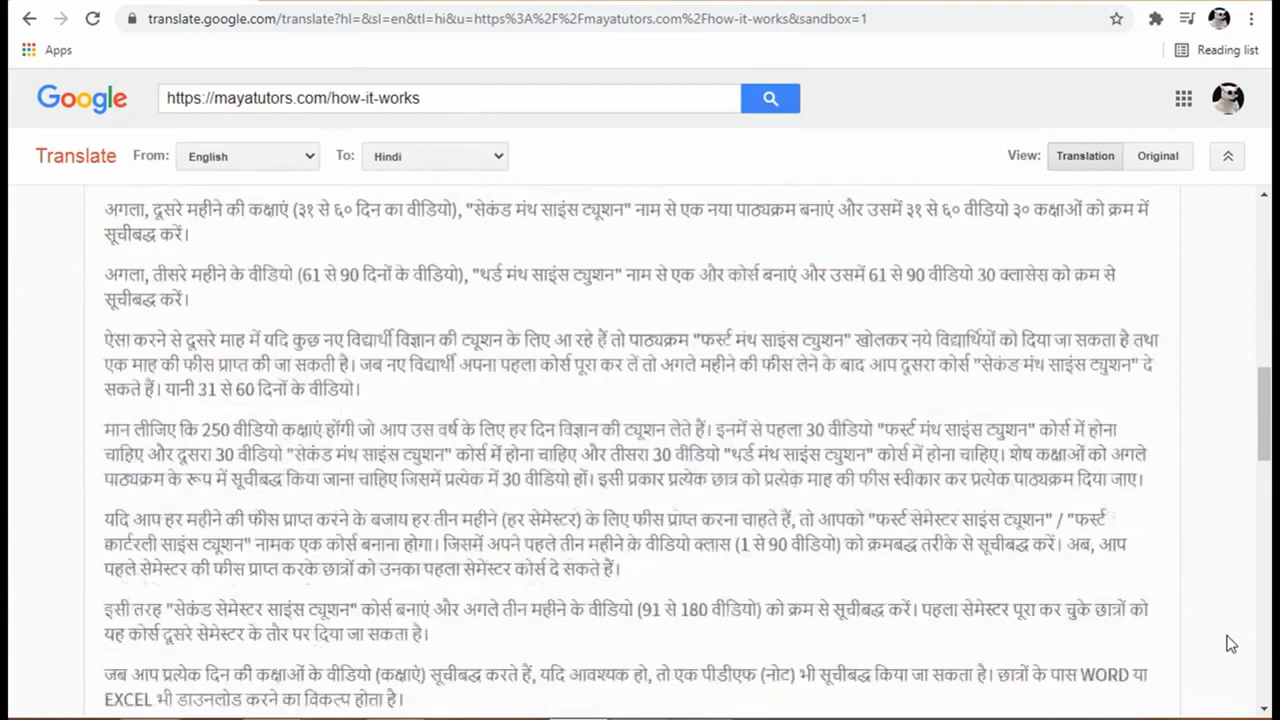 translate.google.com/translate?hl=&sl=en&tl=hi&u=https%3A%2F%2Fmayatutors.com%2Fhow-it-works&sandbox=1
Apps
Reading list
Google
https://mayatutors.com/how-it-works
Translate From: English To: Hindi View: Translation Original
अगला, दूसरे महीने की कक्षाएं (३१ से ६० दिन का वीडियो), "सेकंड मंथ साइंस ट्यूशन" नाम से एक नया पाठ्यक्रम बनाएं और उसमें ३१ से ६० वीडियो ३० कक्षाओं को क्रम में
सूचीबद्ध करें।
अगला, तीसरे महीने के वीडियो (61 से 90 दिनों के वीडियो), "थर्ड मंथ साइंस ट्युशन" नाम से एक और कोर्स बनाएं और उसमें 61 से 90 वीडियो 30 क्लासेस को क्रम से
सूचीबद्ध करें।
ऐसा करने से दूसरे माह में यदि कुछ नए विद्यार्थी विज्ञान की ट्यूशन के लिए आ रहे हैं तो पाठ्यक्रम "फर्स्ट मंथ साइंस ट्यूशन" खोलकर नये विद्यार्थियों को दिया जा सकता है तथा
एक माह की फीस प्राप्त की जा सकती है। जब नए विद्यार्थी अपना पहला कोर्स पूरा कर लें तो अगले महीने की फीस लेने के बाद आप दूसरा कोर्स "सेकंड मंथ साइंस ट्यूशन" दे
सकते हैं। यानी 31 से 60 दिनों के वीडियो।
मान लीजिए कि 250 वीडियो कक्षाएं होंगी जो आप उस वर्ष के लिए हर दिन विज्ञान की ट्यूशन लेते हैं। इनमें से पहला 30 वीडियो "फर्स्ट मंथ साइंस ट्युशन" कोर्स में होना
चाहिए और दूसरा 30 वीडियो "सेकंड मंथ साइंस ट्यूशन" कोर्स में होना चाहिए और तीसरा 30 वीडियो "थर्ड मंथ साइंस ट्यूशन" कोर्स में होना चाहिए। शेष कक्षाओं को अगले
पाठ्यक्रम के रूप में सूचीबद्ध किया जाना चाहिए जिसमें प्रत्येक में 30 वीडियो हों। इसी प्रकार प्रत्येक छात्र को प्रत्येक माह की फीस स्वीकार कर प्रत्येक पाठ्यक्रम दिया जाए।
यदि आप हर महीने की फीस प्राप्त करने के बजाय हर तीन महीने (हर सेमेस्टर) के लिए फीस प्राप्त करना चाहते हैं, तो आपको "फर्स्ट सेमेस्टर साइंस ट्यूशन" / "फर्स्ट
क्वार्टरली साइंस ट्यूशन" नामक एक कोर्स बनाना होगा। जिसमें अपने पहले तीन महीने के वीडियो क्लास (1 से 90 वीडियो) को क्रमबद्ध तरीके से सूचीबद्ध करें। अब, आप
पहले सेमेस्टर की फीस प्राप्त करके छात्रों को उनका पहला सेमेस्टर कोर्स दे सकते हैं।
इसी तरह "सेकंड सेमेस्टर साइंस ट्यूशन" कोर्स बनाएं और अगले तीन महीने के वीडियो (91 से 180 वीडियो) को क्रम से सूचीबद्ध करें। पहला सेमेस्टर पूरा कर चुके छात्रों को
यह कोर्स दूसरे सेमेस्टर के तौर पर दिया जा सकता है।
जब आप प्रत्येक दिन की कक्षाओं के वीडियो (कक्षाएं) सूचीबद्ध करते हैं, यदि आवश्यक हो, तो एक पीडीएफ (नोट) भी सूचीबद्ध किया जा सकता है। छात्रों के पास WORD या
EXCEL भी डाउनलोड करने का विकल्प होता है।